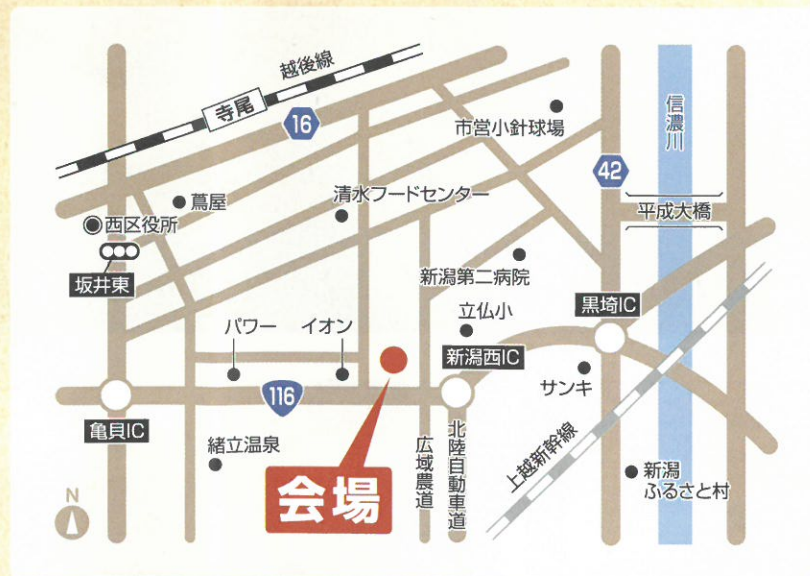 越後線
寺尾
16
市営小針球場
信濃川
42
蔦屋
清水フードセンター
平成大橋
西区役所
坂井東
新潟第二病院
黒埼IC
立仏小
パワー
イオン
新潟西IC
サンキ
116
亀貝IC
緒立温泉
広域農道
北陸自動車道
上越新幹線
会場
新潟
ふるさと村
N